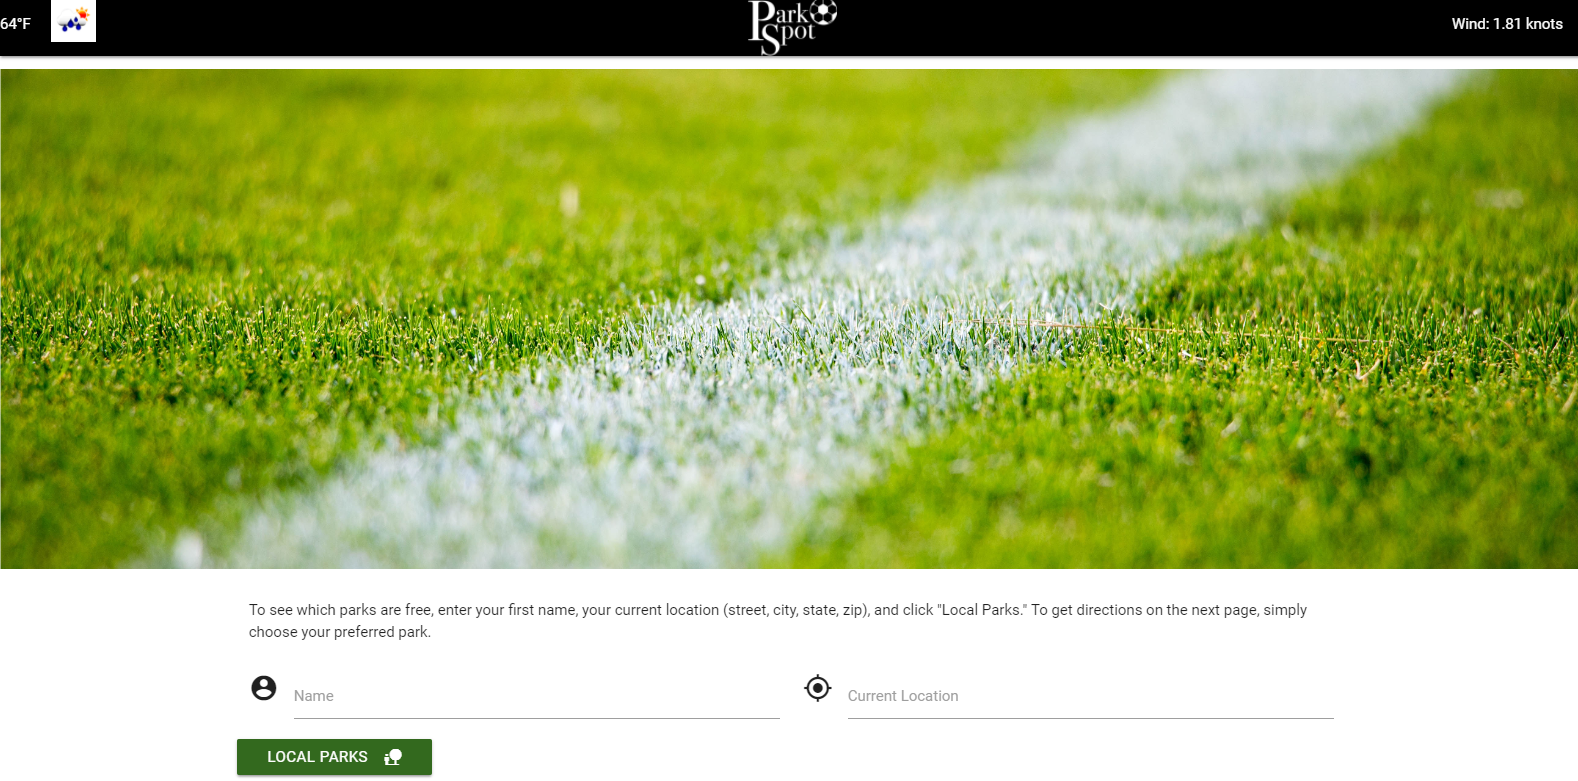 64°F
Park
Spot
Wind: 1.81 knots
To see which parks are free, enter your first name, your current location (street, city, state, zip), and click "Local Parks." To get directions on the next page, simply
choose your preferred park.
Name
Current Location
LOCAL PARKS